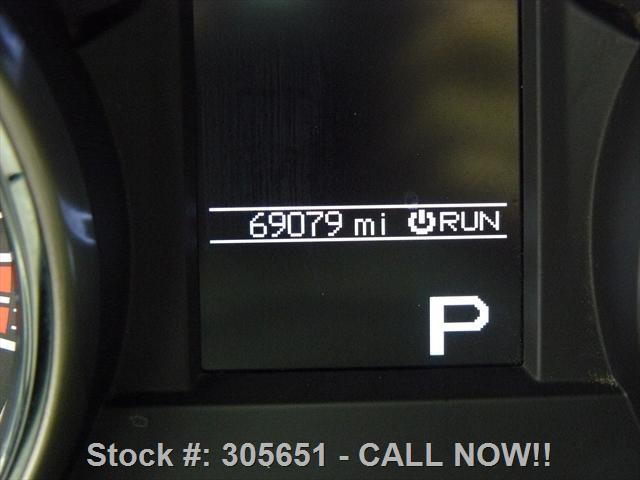 69079 mi RUN
P
Stock #: 305651 - CALL NOW!!